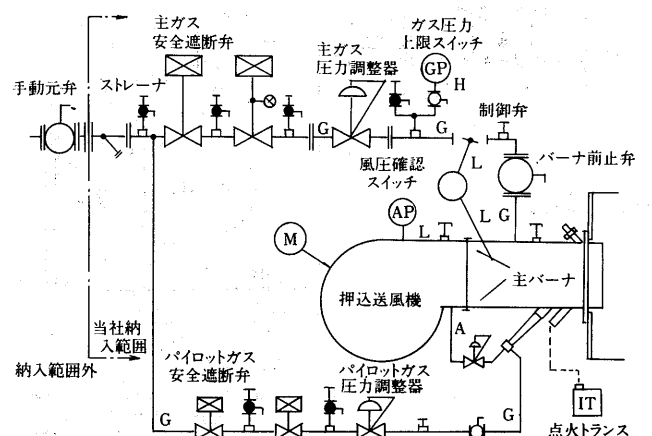 主ガス
安全遮断弁
主ガス
圧力調整器
ガス圧力
上限スイッチ
GP
H
手動元弁
ストレーナ
制御弁
G
G
L
風圧確認
スイッチ
バーナ前止弁
AP
L
L
G
M
押込送風機
主バーナ
当社納
入範囲
納入範囲外
A
パイロットガス
安全遮断弁
パイロットガス
圧力調整器
G
G
IT
点火トランス